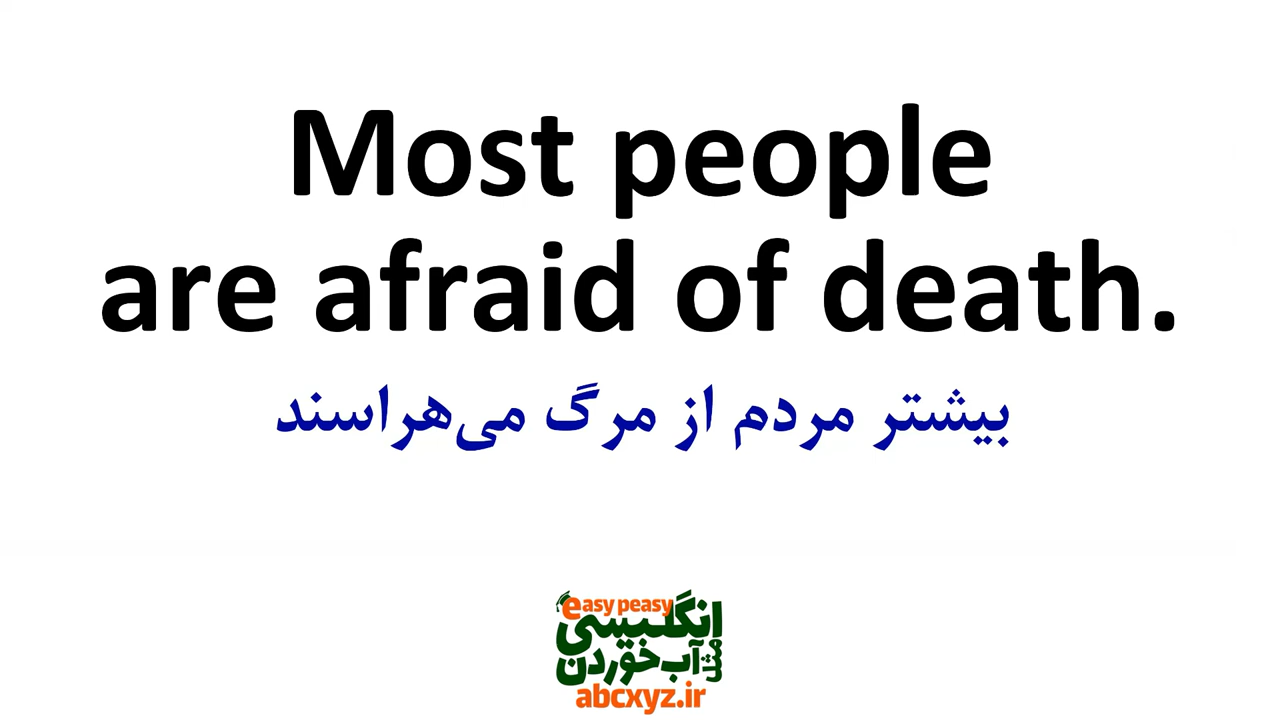 Most people
are afraid of death.
بیشتر مردم از مرگ می‌هراسند
easy peasy
انگلیسی
مثل آب خوردن
abcxyz.ir